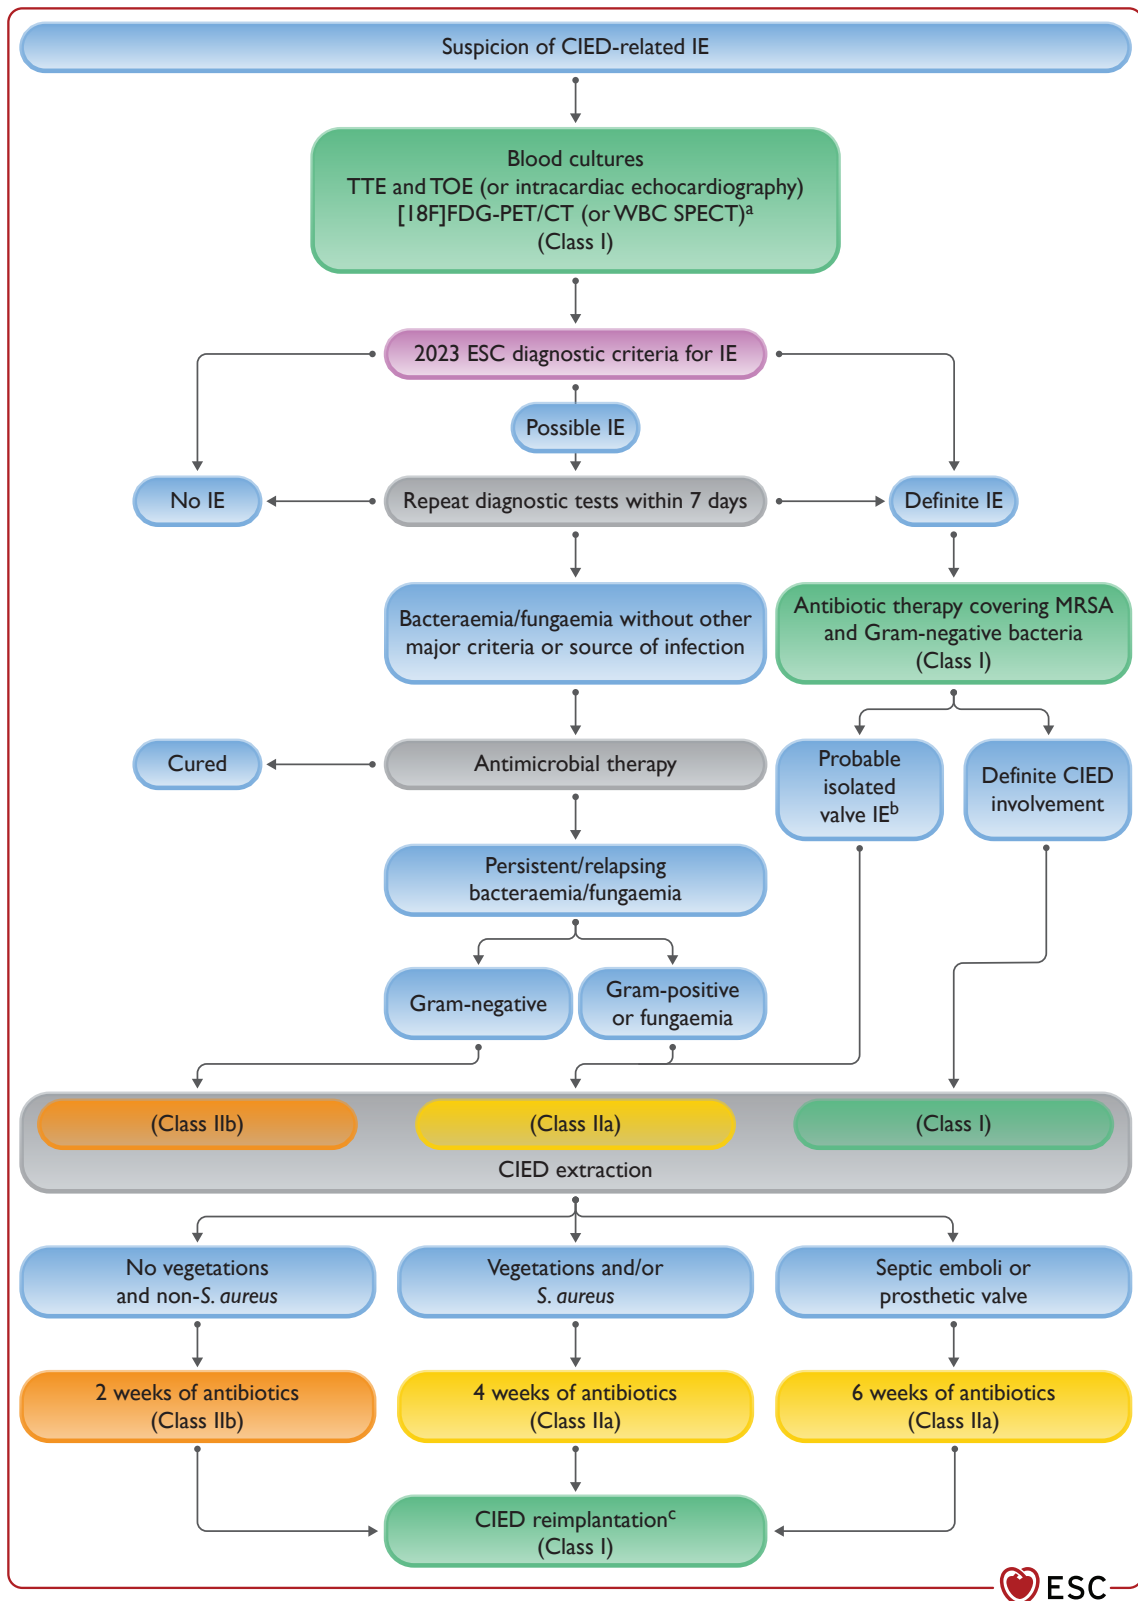 Suspicion of CIED-related IE
Blood cultures
TTE and TOE (or intracardiac echocardiography)
[18F]FDG-PET/CT (or WBC SPECT)ᵃ
(Class I)
2023 ESC diagnostic criteria for IE
Possible IE
No IE
Repeat diagnostic tests within 7 days
Definite IE
Bacteraemia/fungaemia without other
major criteria or source of infection
Antibiotic therapy covering MRSA
and Gram-negative bacteria
(Class I)
Cured
Antimicrobial therapy
Probable
isolated
valve IEᵇ
Definite CIED
involvement
Persistent/relapsing
bacteraemia/fungaemia
Gram-negative
Gram-positive
or fungaemia
(Class IIb)
(Class IIa)
(Class I)
CIED extraction
No vegetations
and non-S. aureus
Vegetations and/or
S. aureus
Septic emboli or
prosthetic valve
2 weeks of antibiotics
(Class IIb)
4 weeks of antibiotics
(Class IIa)
6 weeks of antibiotics
(Class IIa)
CIED reimplantationᶜ
(Class I)
ESC